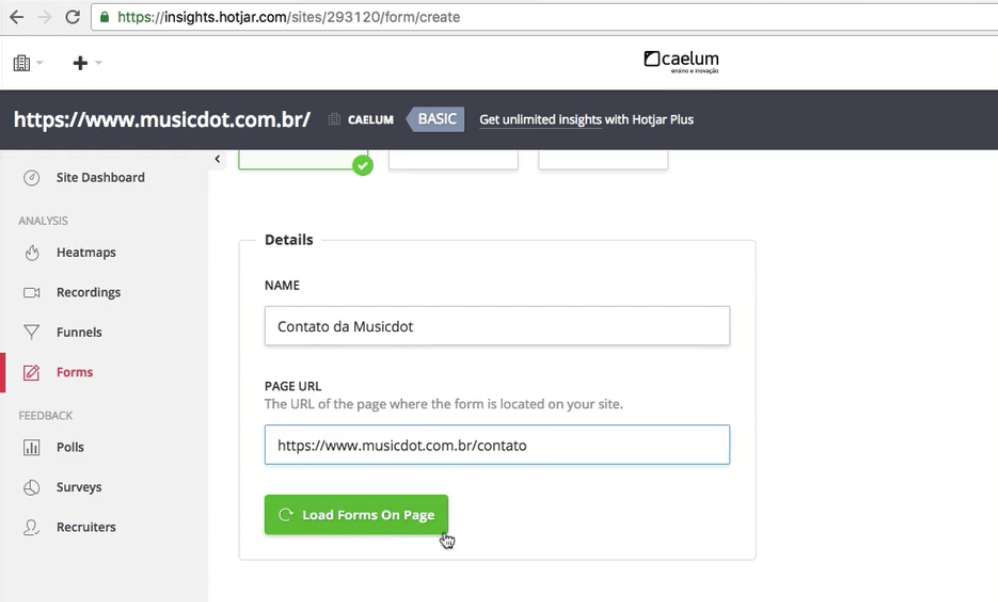 https://insights.hotjar.com/sites/293120/form/create
caelum
ensino e inovação
https://www.musicdot.com.br/ CAELUM BASIC Get unlimited insights with Hotjar Plus
Site Dashboard
ANALYSIS
Heatmaps
Recordings
Funnels
Forms
FEEDBACK
Polls
Surveys
Recruiters
Details
NAME
Contato da Musicdot
PAGE URL
The URL of the page where the form is located on your site.
https://www.musicdot.com.br/contato
Load Forms On Page